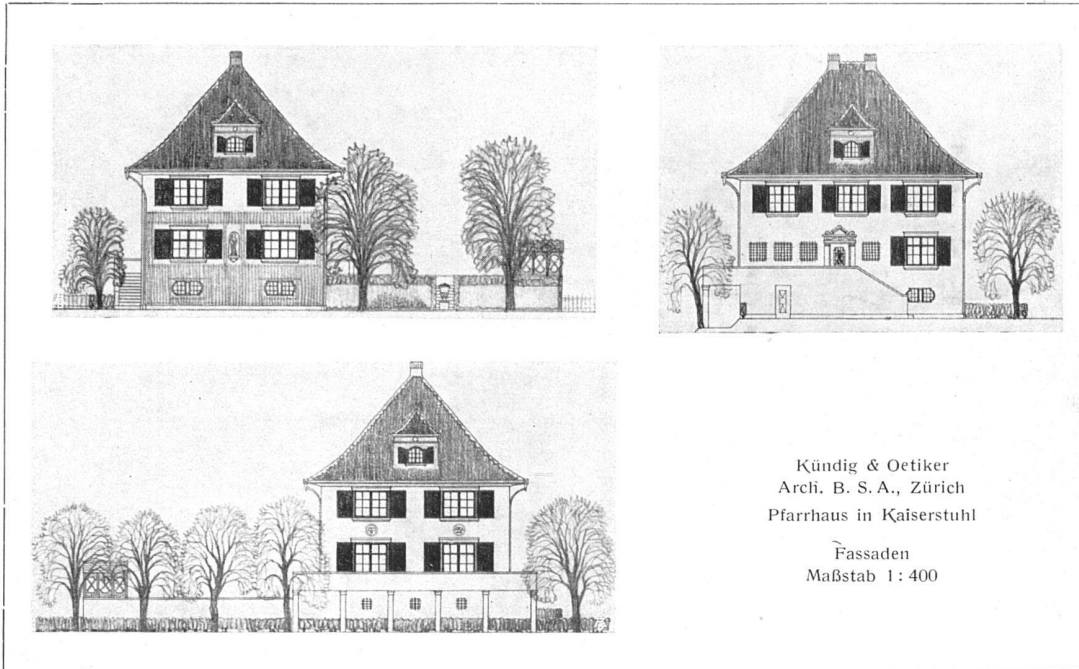 Kündig & Oetiker
Arch. B. S. A., Zürich
Pfarrhaus in Kaiserstuhl
Fassaden
Maßstab 1 : 400